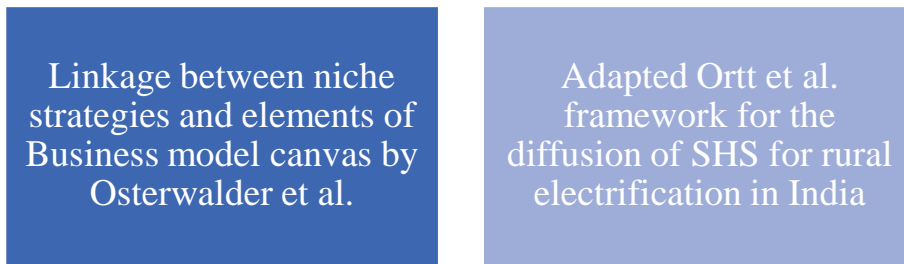 Linkage between niche
strategies and elements of
Business model canvas by
Osterwalder et al.
Adapted Ortt et al.
framework for the
diffusion of SHS for rural
electrification in India